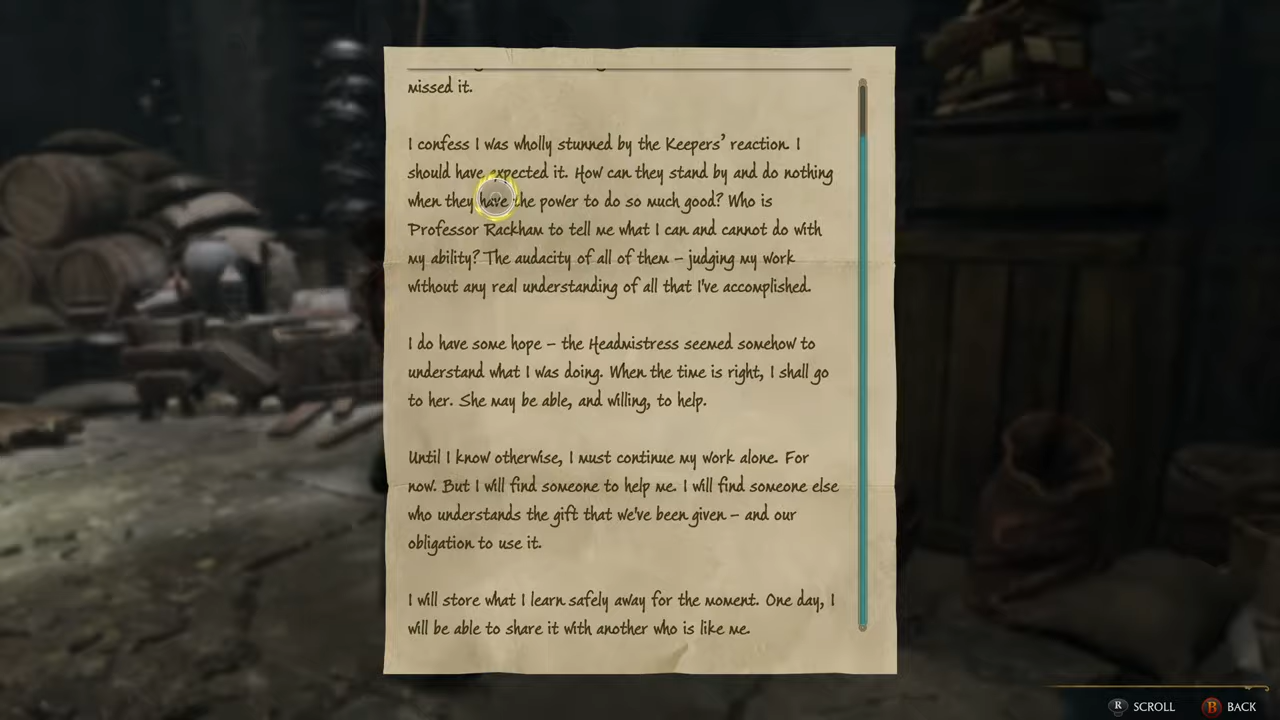 missed it.
I confess I was wholly stunned by the Keepers' reaction. I
should have expected it. How can they stand by and do nothing
when they have the power to do so much good? Who is
Professor Rackham to tell me what I can and cannot do with
my ability? The audacity of all of them – judging my work
without any real understanding of all that I've accomplished.
I do have some hope – the Headmistress seemed somehow to
understand what I was doing. When the time is right, I shall go
to her. She may be able, and willing, to help.
Until I know otherwise, I must continue my work alone. For
now. But I will find someone to help me. I will find someone else
who understands the gift that we've been given – and our
obligation to use it.
I will store what I learn safely away for the moment. One day, I
will be able to share it with another who is like me.
R SCROLL B BACK